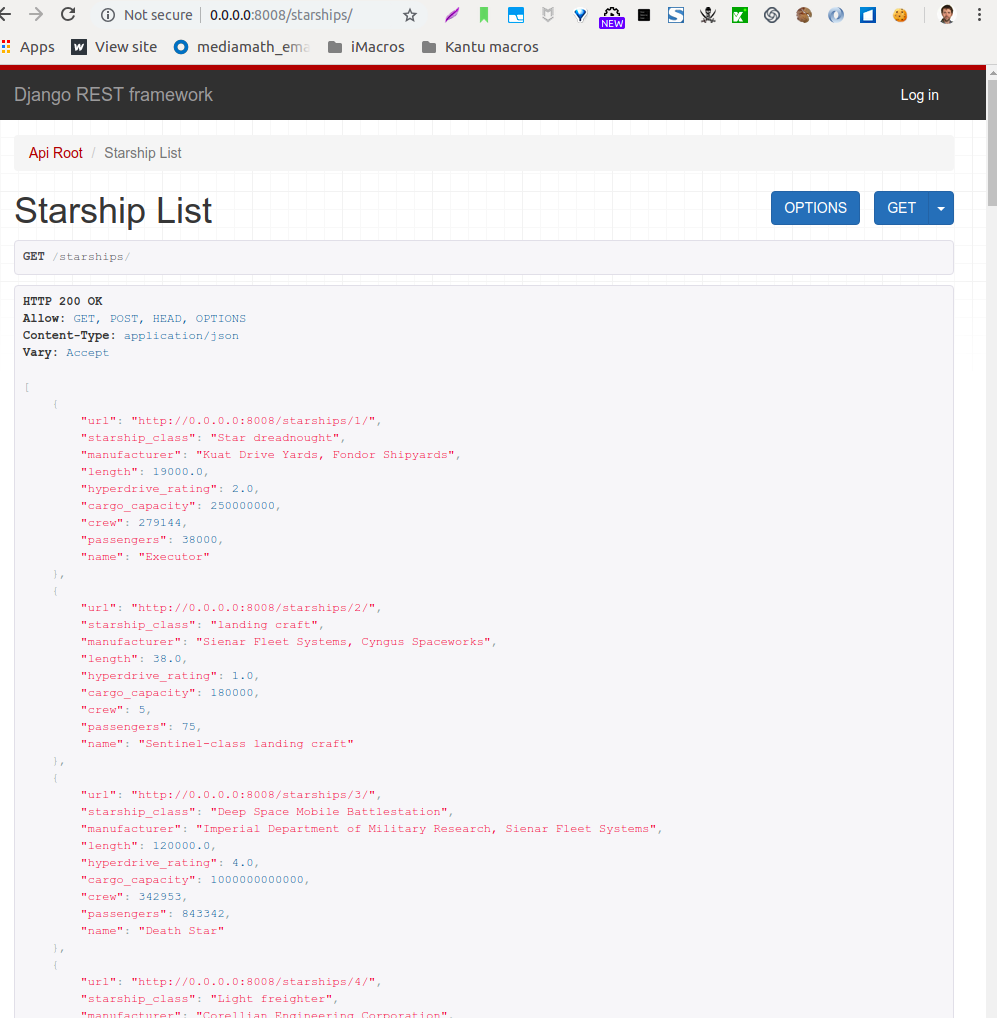 Not secure 0.0.0.0:8008/starships/
NEW
Apps View site mediamath_ema iMacros Kantu macros
Django REST framework Log in
Api Root / Starship List
Starship List OPTIONS GET
GET /starships/
HTTP 200 OK
Allow: GET, POST, HEAD, OPTIONS
Content-Type: application/json
Vary: Accept
[
{
"url": "http://0.0.0.0:8008/starships/1/",
"starship_class": "Star dreadnought",
"manufacturer": "Kuat Drive Yards, Fondor Shipyards",
"length": 19000.0,
"hyperdrive_rating": 2.0,
"cargo_capacity": 250000000,
"crew": 279144,
"passengers": 38000,
"name": "Executor"
},
{
"url": "http://0.0.0.0:8008/starships/2/",
"starship_class": "landing craft",
"manufacturer": "Sienar Fleet Systems, Cyngus Spaceworks",
"length": 38.0,
"hyperdrive_rating": 1.0,
"cargo_capacity": 180000,
"crew": 5,
"passengers": 75,
"name": "Sentinel-class landing craft"
},
{
"url": "http://0.0.0.0:8008/starships/3/",
"starship_class": "Deep Space Mobile Battlestation",
"manufacturer": "Imperial Department of Military Research, Sienar Fleet Systems",
"length": 120000.0,
"hyperdrive_rating": 4.0,
"cargo_capacity": 1000000000000,
"crew": 342953,
"passengers": 843342,
"name": "Death Star"
},
{
"url": "http://0.0.0.0:8008/starships/4/",
"starship_class": "Light freighter",
"manufacturer": "Corellian Engineering Corporation",